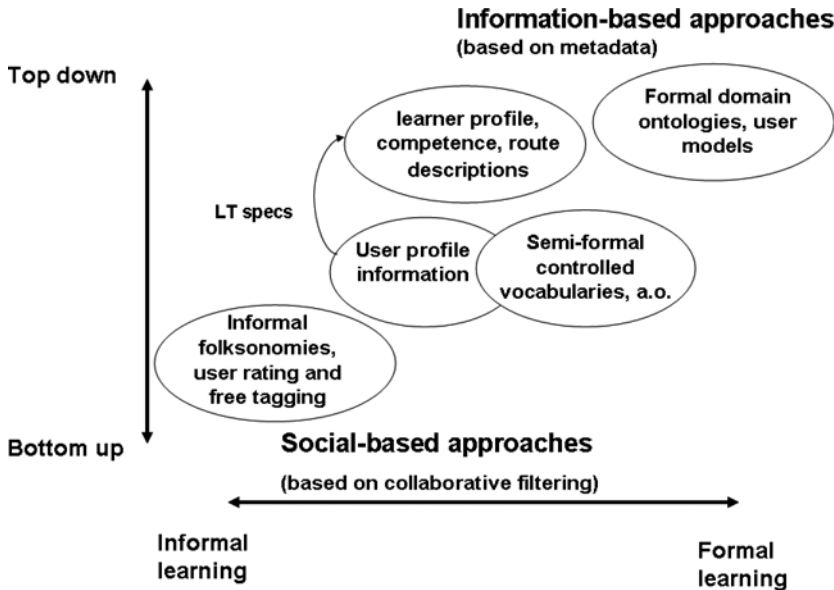 Information-based approaches
(based on metadata)
Top down
learner profile,
competence, route
descriptions
Formal domain
ontologies, user
models
LT specs
User profile
information
Semi-formal
controlled
vocabularies, a.o.
Informal
folksonomies,
user rating and
free tagging
Bottom up
Social-based approaches
(based on collaborative filtering)
Informal
learning
Formal
learning